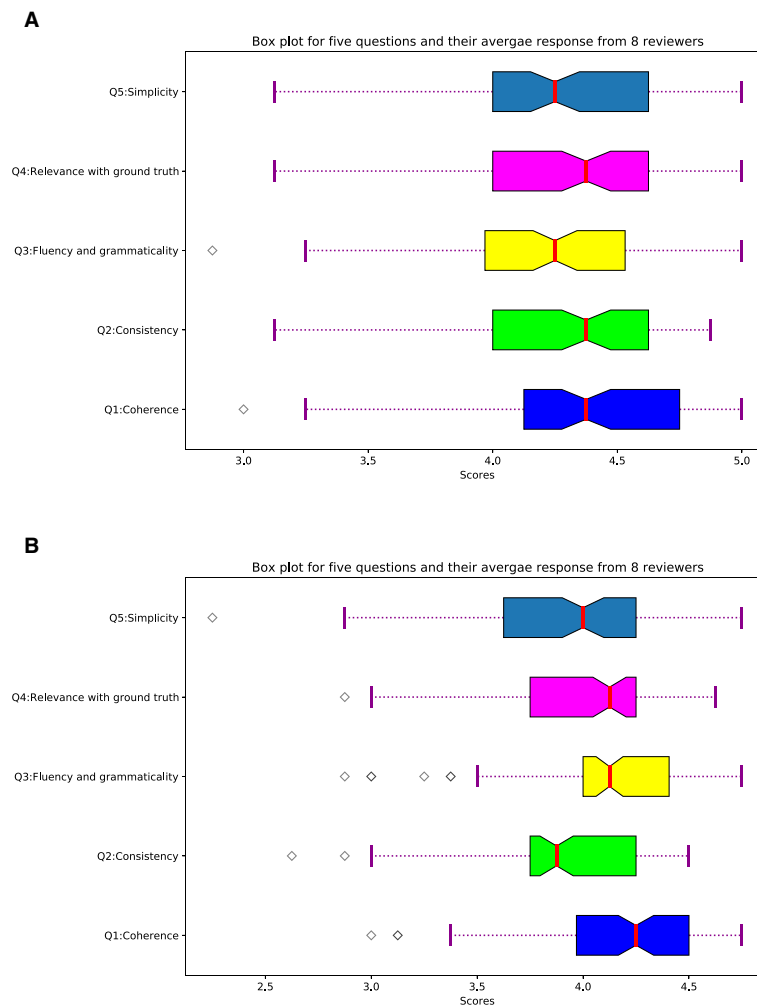 A
Box plot for five questions and their avergae response from 8 reviewers
Q5:Simplicity
Q4:Relevance with ground truth
Q3:Fluency and grammaticality
Q2:Consistency
Q1:Coherence
3.0 3.5 4.0 4.5 5.0
Scores
B
Box plot for five questions and their avergae response from 8 reviewers
Q5:Simplicity
Q4:Relevance with ground truth
Q3:Fluency and grammaticality
Q2:Consistency
Q1:Coherence
2.5 3.0 3.5 4.0 4.5
Scores